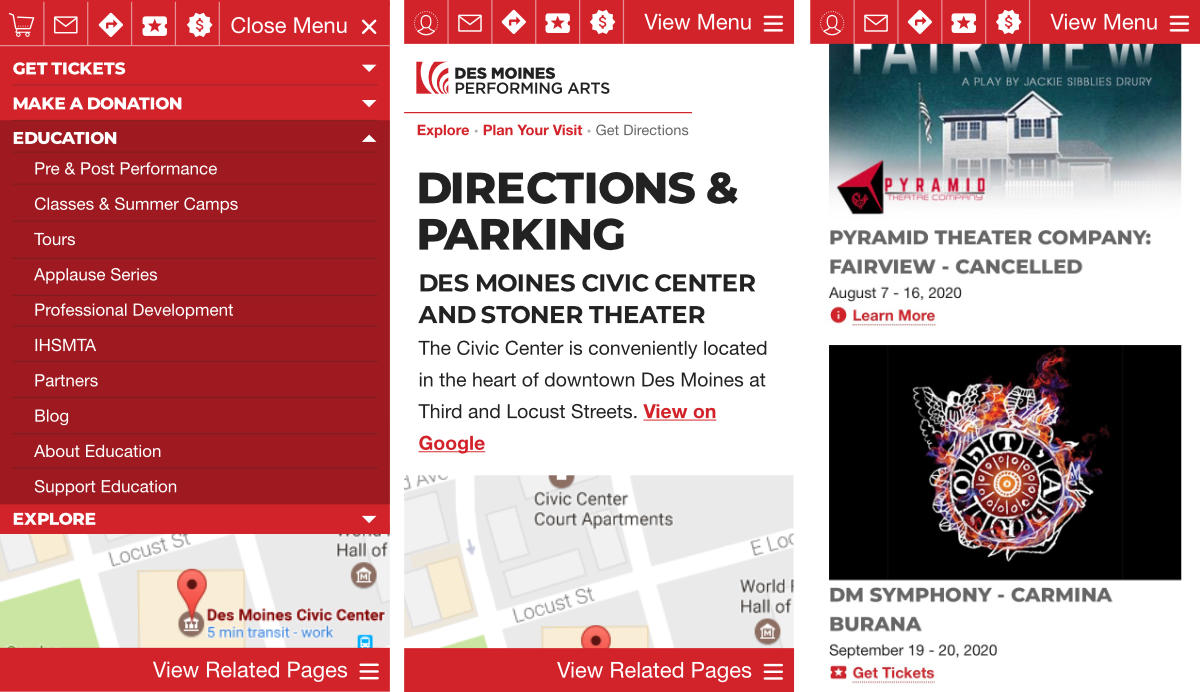 Close Menu
GET TICKETS
MAKE A DONATION
EDUCATION
Pre & Post Performance
Classes & Summer Camps
Tours
Applause Series
Professional Development
IHSMTA
Partners
Blog
About Education
Support Education
EXPLORE
Locust St
Hall of
Des Moines Civic Center
5 min transit - work
View Related Pages
View Menu
DES MOINES
PERFORMING ARTS
Explore · Plan Your Visit · Get Directions
DIRECTIONS &
PARKING
DES MOINES CIVIC CENTER
AND STONER THEATER
The Civic Center is conveniently located
in the heart of downtown Des Moines at
Third and Locust Streets. View on
Google
Civic Center
Court Apartments
E Loc
Locust St
World
Hall of
View Related Pages
View Menu
FAIRVIEW
A PLAY BY JACKIE SIBBLIES DRURY
PYRAMID
THEATRE COMPANY
PYRAMID THEATER COMPANY:
FAIRVIEW - CANCELLED
August 7 - 16, 2020
Learn More
DM SYMPHONY - CARMINA
BURANA
September 19 - 20, 2020
Get Tickets